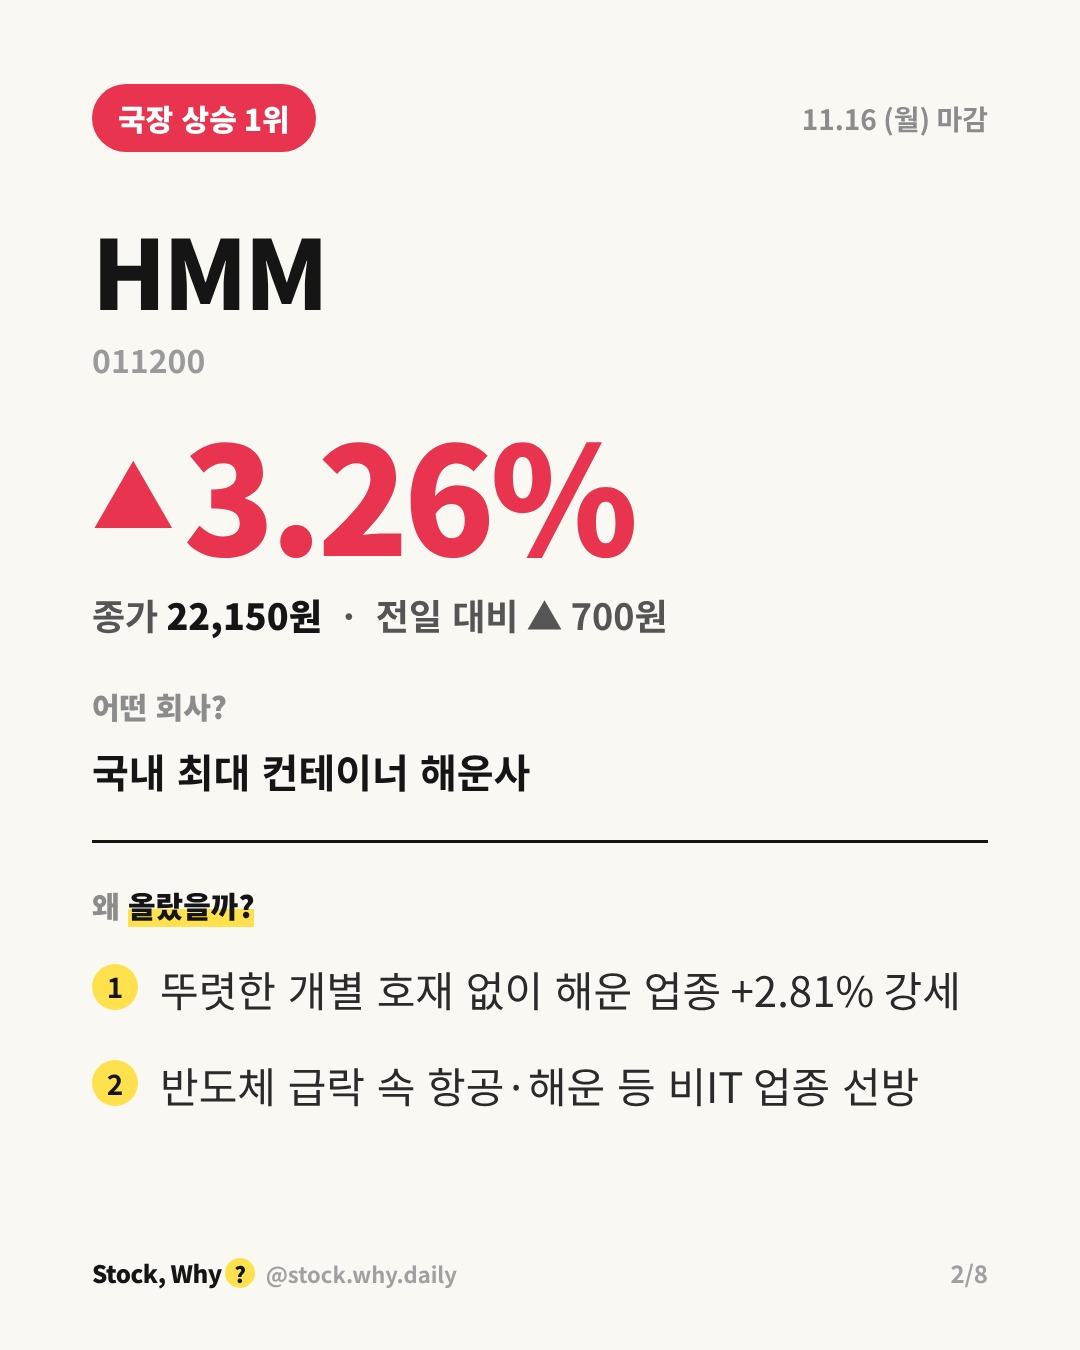 국장 상승 1위
11.16 (월) 마감
HMM
011200
▲3.26%
종가 22,150원 · 전일 대비 ▲ 700원
어떤 회사?
국내 최대 컨테이너 해운사
왜 올랐을까?
1 뚜렷한 개별 호재 없이 해운 업종 +2.81% 강세
2 반도체 급락 속 항공·해운 등 비IT 업종 선방
Stock, Why ? @stock.why.daily
2/8